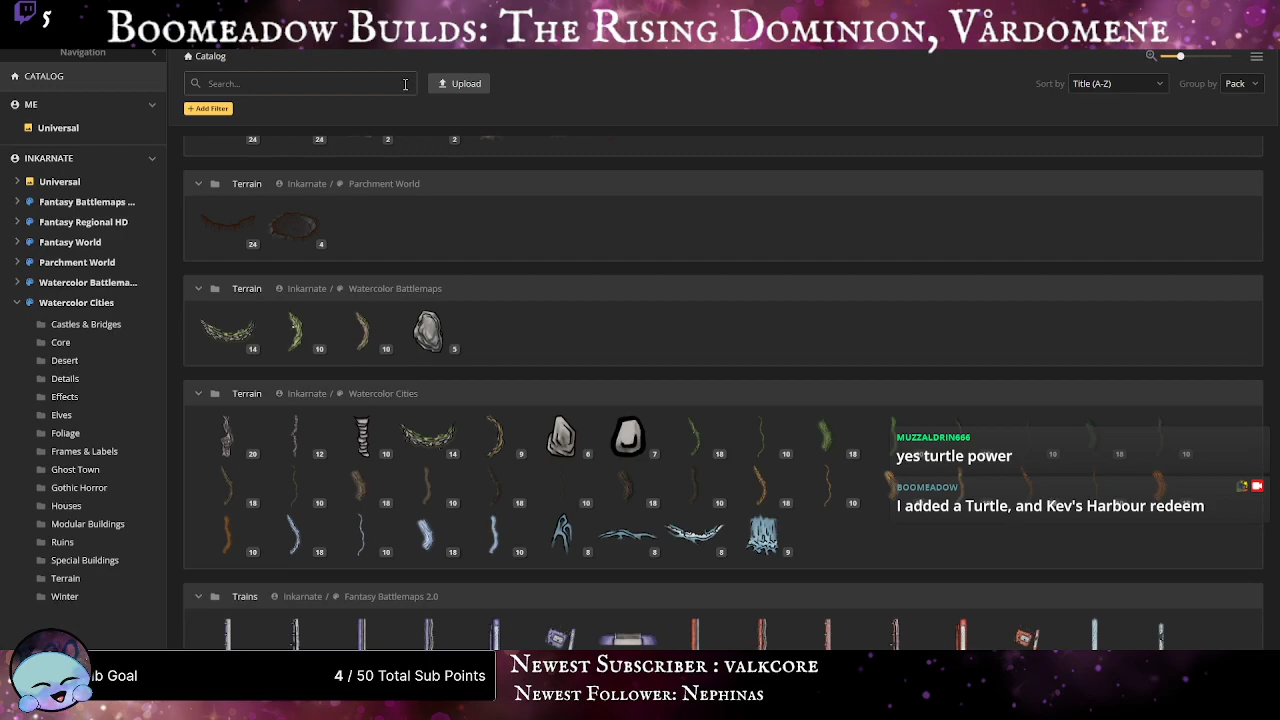 5
Boomeadow Builds: The Rising Dominion, Vårdomene
Navigation
Catalog
CATALOG
Search...
Upload
Sort by
Title (A-Z)
Group by
Pack
+ Add Filter
ME
Universal
INKARNATE
Universal
Fantasy Battlemaps ...
Fantasy Regional HD
Fantasy World
Parchment World
Watercolor Battlema...
Watercolor Cities
Castles & Bridges
Core
Desert
Details
Effects
Elves
Foliage
Frames & Labels
Ghost Town
Gothic Horror
Houses
Modular Buildings
Ruins
Special Buildings
Terrain
Winter
24 24 2 2
Terrain Inkarnate / Parchment World
24 4
Terrain Inkarnate / Watercolor Battlemaps
14 10 10 5
Terrain Inkarnate / Watercolor Cities
20 12 10 14 9 6 7 18 10 18 10 18 10
18 10 18 10 18 10 18 10 18 10
10 18 10 18 10 8 8 8 9
MUZZALDRIN666
yes turtle power
BOOMEADOW
I added a Turtle, and Kev's Harbour redeem
Trains Inkarnate / Fantasy Battlemaps 2.0
b Goal
4 / 50 Total Sub Points
Newest Subscriber : valkcore
Newest Follower: Nephinas